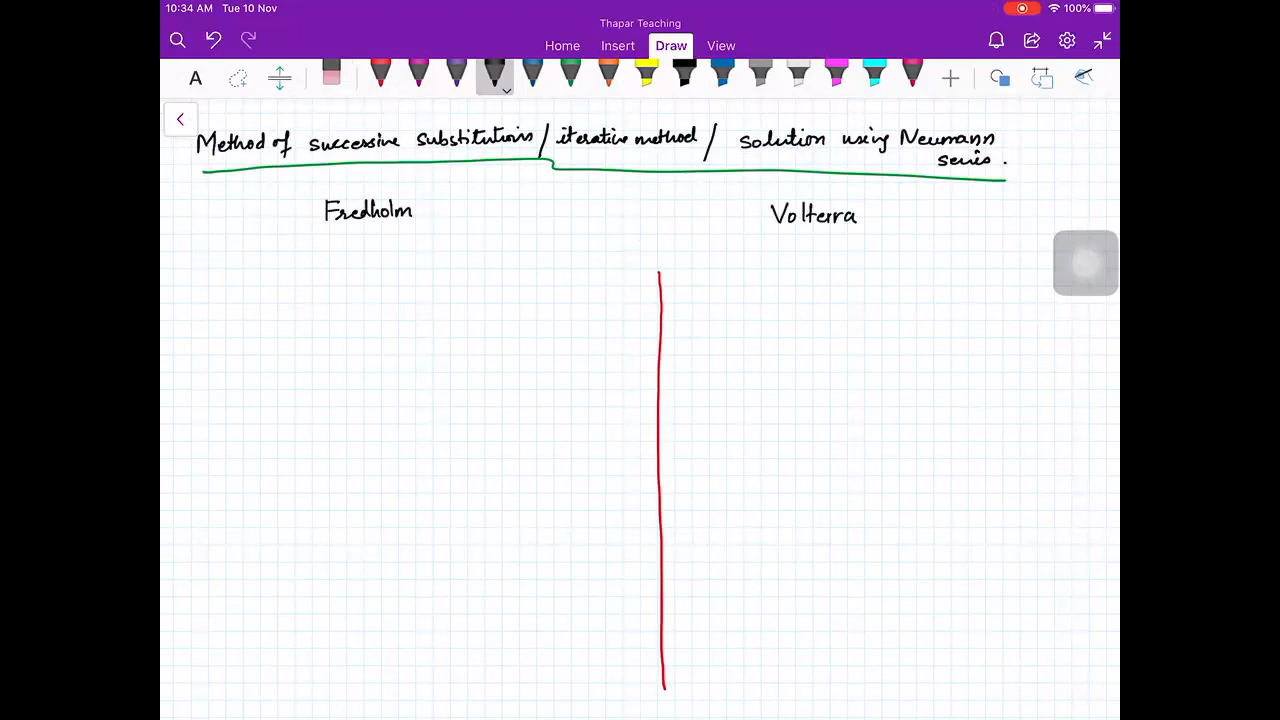 10:34 AM Tue 10 Nov 100%
Thapar Teaching
Home Insert Draw View
A
Method of successive substitutions / iterative method / solution using Neumann
series.
Fredholm Volterra